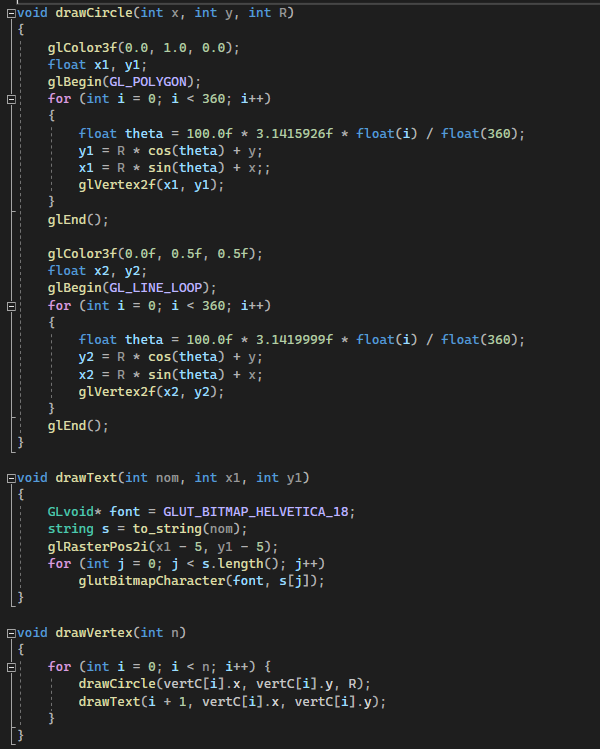 void drawCircle(int x, int y, int R)
{
    glColor3f(0.0, 1.0, 0.0);
    float x1, y1;
    glBegin(GL_POLYGON);
    for (int i = 0; i < 360; i++)
    {
        float theta = 100.0f * 3.1415926f * float(i) / float(360);
        y1 = R * cos(theta) + y;
        x1 = R * sin(theta) + x;;
        glVertex2f(x1, y1);
    }
    glEnd();

    glColor3f(0.0f, 0.5f, 0.5f);
    float x2, y2;
    glBegin(GL_LINE_LOOP);
    for (int i = 0; i < 360; i++)
    {
        float theta = 100.0f * 3.1419999f * float(i) / float(360);
        y2 = R * cos(theta) + y;
        x2 = R * sin(theta) + x;
        glVertex2f(x2, y2);
    }
    glEnd();
}

void drawText(int nom, int x1, int y1)
{
    GLvoid* font = GLUT_BITMAP_HELVETICA_18;
    string s = to_string(nom);
    glRasterPos2i(x1 - 5, y1 - 5);
    for (int j = 0; j < s.length(); j++)
        glutBitmapCharacter(font, s[j]);
}

void drawVertex(int n)
{
    for (int i = 0; i < n; i++) {
        drawCircle(vertC[i].x, vertC[i].y, R);
        drawText(i + 1, vertC[i].x, vertC[i].y);
    }
}